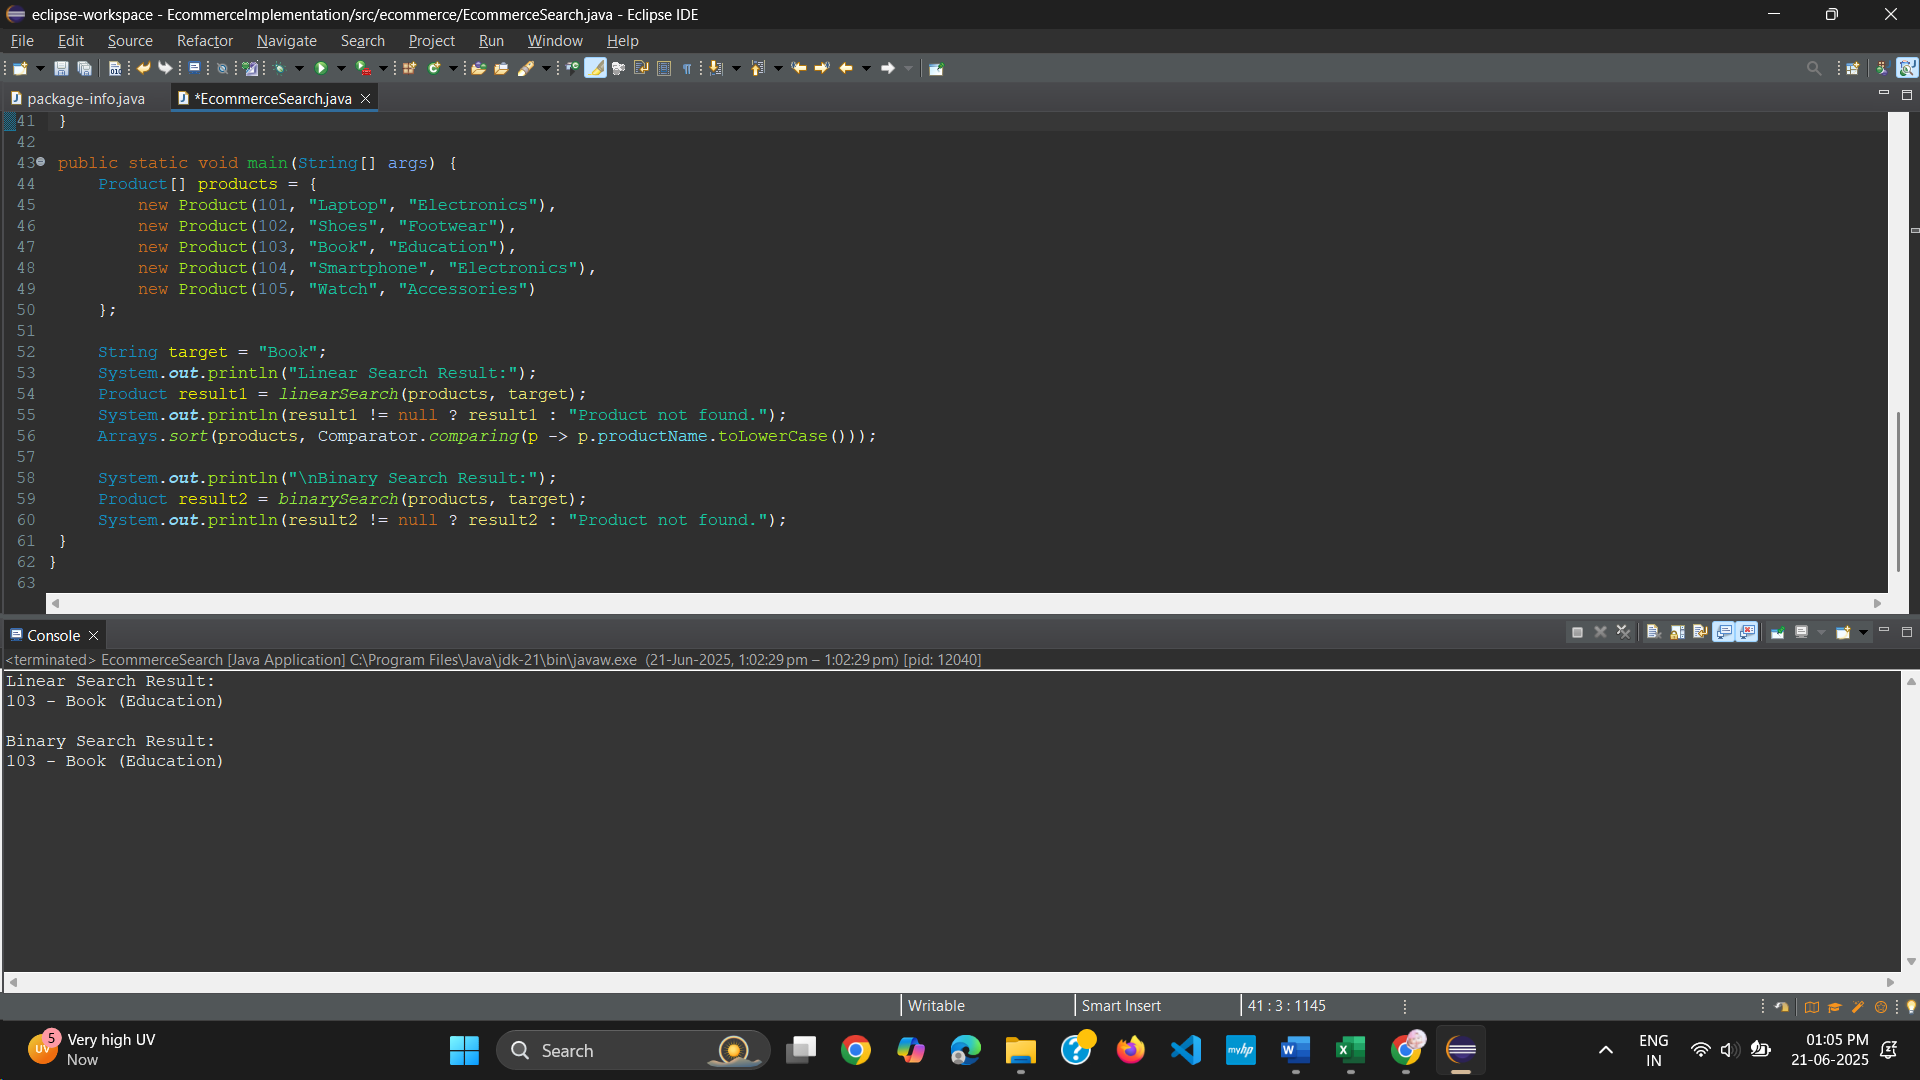 eclipse-workspace - EcommerceImplementation/src/ecommerce/EcommerceSearch.java - Eclipse IDE
File Edit Source Refactor Navigate Search Project Run Window Help
package-info.java *EcommerceSearch.java
41 }
42
43 public static void main(String[] args) {
44     Product[] products = {
45         new Product(101, "Laptop", "Electronics"),
46         new Product(102, "Shoes", "Footwear"),
47         new Product(103, "Book", "Education"),
48         new Product(104, "Smartphone", "Electronics"),
49         new Product(105, "Watch", "Accessories")
50     };
51
52     String target = "Book";
53     System.out.println("Linear Search Result:");
54     Product result1 = linearSearch(products, target);
55     System.out.println(result1 != null ? result1 : "Product not found.");
56     Arrays.sort(products, Comparator.comparing(p -> p.productName.toLowerCase()));
57
58     System.out.println("\nBinary Search Result:");
59     Product result2 = binarySearch(products, target);
60     System.out.println(result2 != null ? result2 : "Product not found.");
61 }
62 }
63
Console
<terminated> EcommerceSearch [Java Application] C:\Program Files\Java\jdk-21\bin\javaw.exe (21-Jun-2025, 1:02:29 pm – 1:02:29 pm) [pid: 12040]
Linear Search Result:
103 - Book (Education)

Binary Search Result:
103 - Book (Education)
Writable Smart Insert 41 : 3 : 1145
5 UV Very high UV
Now
Search
myhp
ENG
IN
01:05 PM
21-06-2025